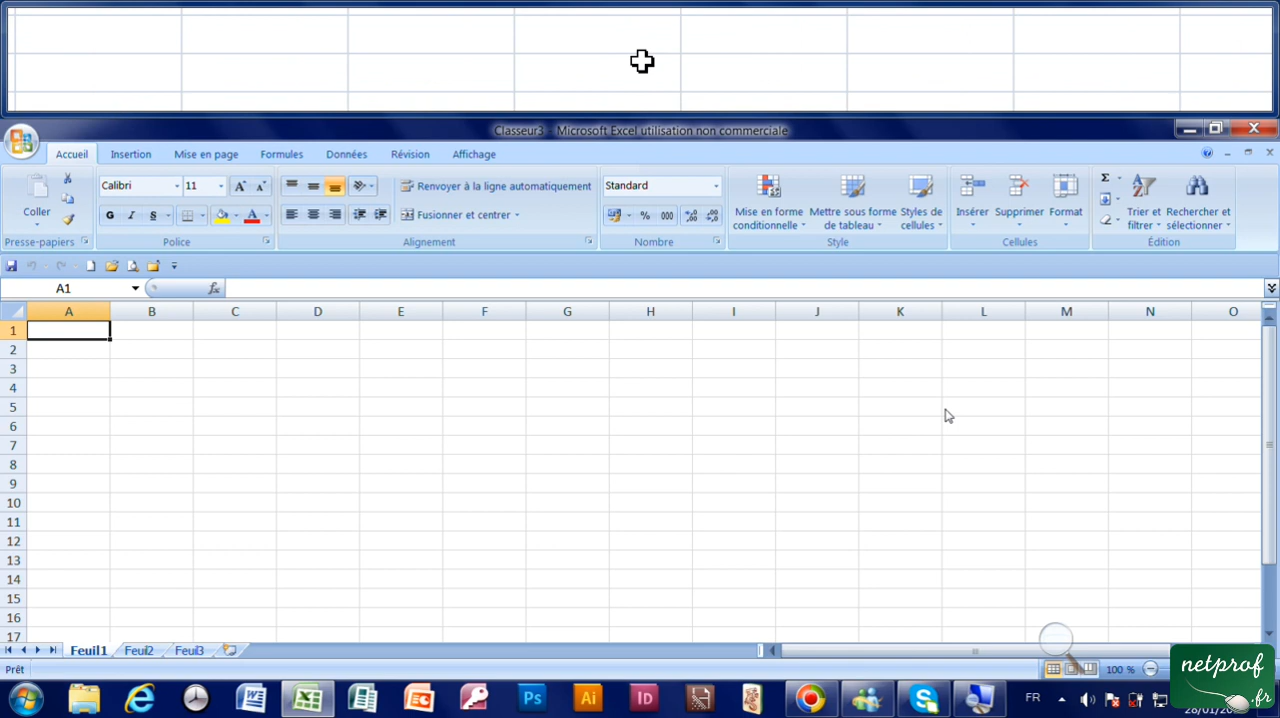 Classeur3 - Microsoft Excel utilisation non commerciale
Accueil Insertion Mise en page Formules Données Révision Affichage
Coller
Presse-papiers
Calibri 11
G I S A
Police
Renvoyer à la ligne automatiquement
Fusionner et centrer
Alignement
Standard
% 000
Nombre
Mise en forme conditionnelle
Mettre sous forme de tableau
Styles de cellules
Style
Insérer Supprimer Format
Cellules
Σ
Trier et filtrer
Rechercher et sélectionner
Édition
A1 fx
A B C D E F G H I J K L M N O
1
2
3
4
5
6
7
8
9
10
11
12
13
14
15
16
17
Feuil1 Feuil2 Feuil3
Prêt 100 %
netprof.fr
Ps Ai ID FR